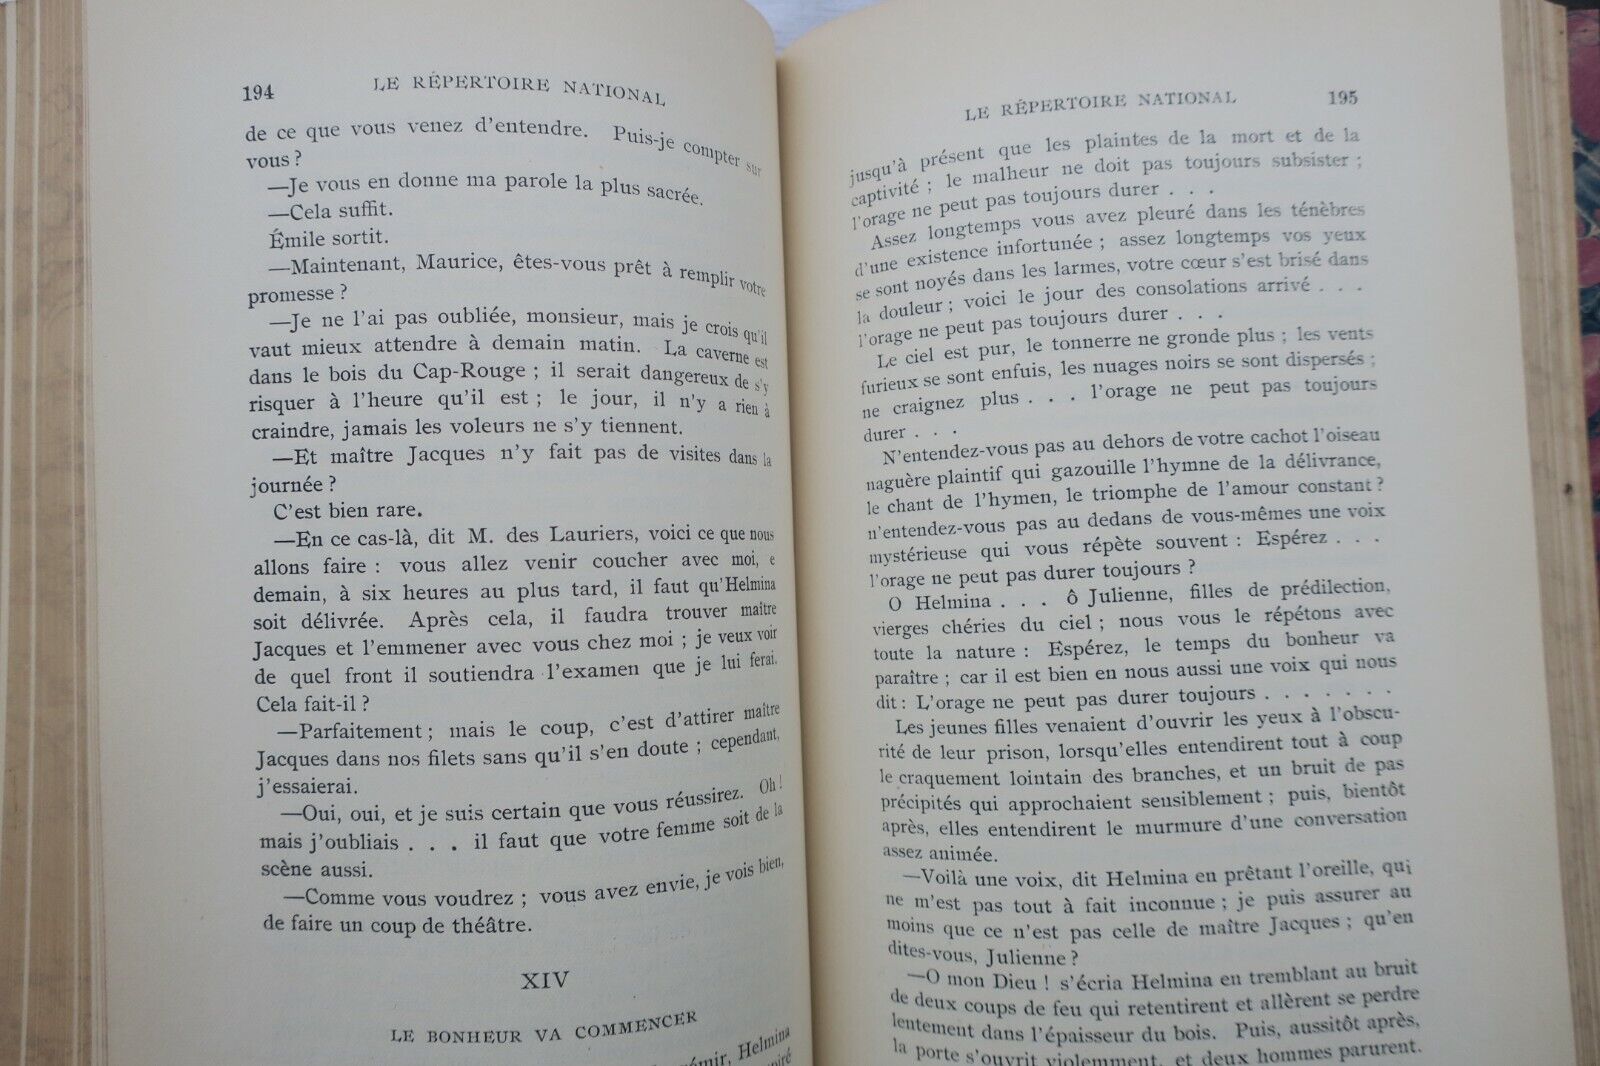 194
LE RÉPERTOIRE NATIONAL
de ce que vous venez d'entendre. Puis-je compter sur
vous ?
—Je vous en donne ma parole la plus sacrée.
—Cela suffit.
Émile sortit.
—Maintenant, Maurice, êtes-vous prêt à remplir votre
promesse ?
—Je ne l'ai pas oubliée, monsieur, mais je crois qu'il
vaut mieux attendre à demain matin. La caverne est
dans le bois du Cap-Rouge ; il serait dangereux de s'y
risquer à l'heure qu'il est ; le jour, il n'y a rien à
craindre, jamais les voleurs ne s'y tiennent.
—Et maître Jacques n'y fait pas de visites dans la
journée ?
C'est bien rare.
—En ce cas-là, dit M. des Lauriers, voici ce que nous
allons faire : vous allez venir coucher avec moi, e
demain, à six heures au plus tard, il faut qu'Helmina
soit délivrée. Après cela, il faudra trouver maître
Jacques et l'emmener avec vous chez moi ; je veux voir
de quel front il soutiendra l'examen que je lui ferai.
Cela fait-il ?
—Parfaitement ; mais le coup, c'est d'attirer maître
Jacques dans nos filets sans qu'il s'en doute ; cependant,
j'essaierai.
—Oui, oui, et je suis certain que vous réussirez. Oh !
mais j'oubliais . . . il faut que votre femme soit de la
scène aussi.
—Comme vous voudrez ; vous avez envie, je vois bien,
de faire un coup de théâtre.
XIV
LE BONHEUR VA COMMENCER
émir, Helmina
piré
LE RÉPERTOIRE NATIONAL
195
jusqu'à présent que les plaintes de la mort et de la
captivité ; le malheur ne doit pas toujours subsister ;
l'orage ne peut pas toujours durer . . .
Assez longtemps vous avez pleuré dans les ténèbres
d'une existence infortunée ; assez longtemps vos yeux
se sont noyés dans les larmes, votre cœur s'est brisé dans
la douleur ; voici le jour des consolations arrivé . . .
l'orage ne peut pas toujours durer . . .
Le ciel est pur, le tonnerre ne gronde plus ; les vents
furieux se sont enfuis, les nuages noirs se sont dispersés ;
ne craignez plus . . . l'orage ne peut pas toujours
durer . . .
N'entendez-vous pas au dehors de votre cachot l'oiseau
naguère plaintif qui gazouille l'hymne de la délivrance,
le chant de l'hymen, le triomphe de l'amour constant ?
n'entendez-vous pas au dedans de vous-mêmes une voix
mystérieuse qui vous répète souvent : Espérez . . .
l'orage ne peut pas durer toujours ?
O Helmina . . . ô Julienne, filles de prédilection,
vierges chéries du ciel ; nous vous le répétons avec
toute la nature : Espérez, le temps du bonheur va
paraître ; car il est bien en nous aussi une voix qui nous
dit : L'orage ne peut pas durer toujours . . . . . . .
Les jeunes filles venaient d'ouvrir les yeux à l'obscu-
rité de leur prison, lorsqu'elles entendirent tout à coup
le craquement lointain des branches, et un bruit de pas
précipités qui approchaient sensiblement ; puis, bientôt
après, elles entendirent le murmure d'une conversation
assez animée.
—Voilà une voix, dit Helmina en prêtant l'oreille, qui
ne m'est pas tout à fait inconnue ; je puis assurer au
moins que ce n'est pas celle de maître Jacques ; qu'en
dites-vous, Julienne ?
—O mon Dieu ! s'écria Helmina en tremblant au bruit
de deux coups de feu qui retentirent et allèrent se perdre
lentement dans l'épaisseur du bois. Puis, aussitôt après,
la porte s'ouvrit violemment, et deux hommes parurent.